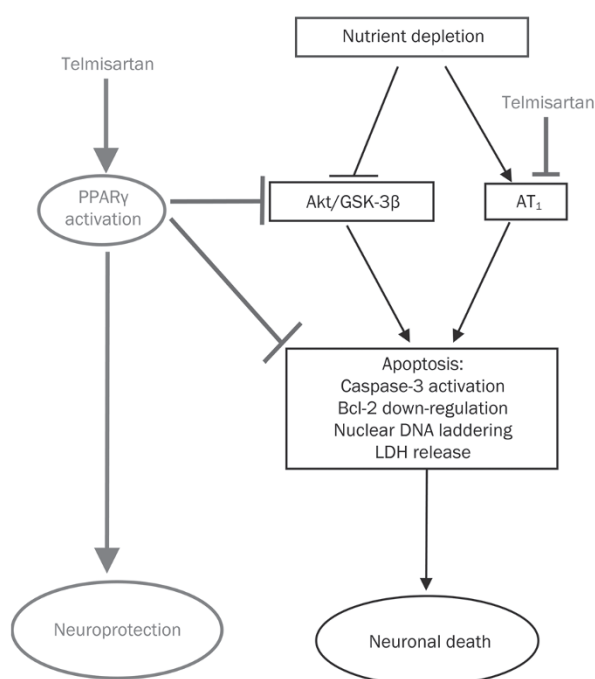 Nutrient depletion
Telmisartan
Telmisartan
PPARγ
activation
Akt/GSK-3β
AT₁
Apoptosis:
Caspase-3 activation
Bcl-2 down-regulation
Nuclear DNA laddering
LDH release
Neuroprotection
Neuronal death